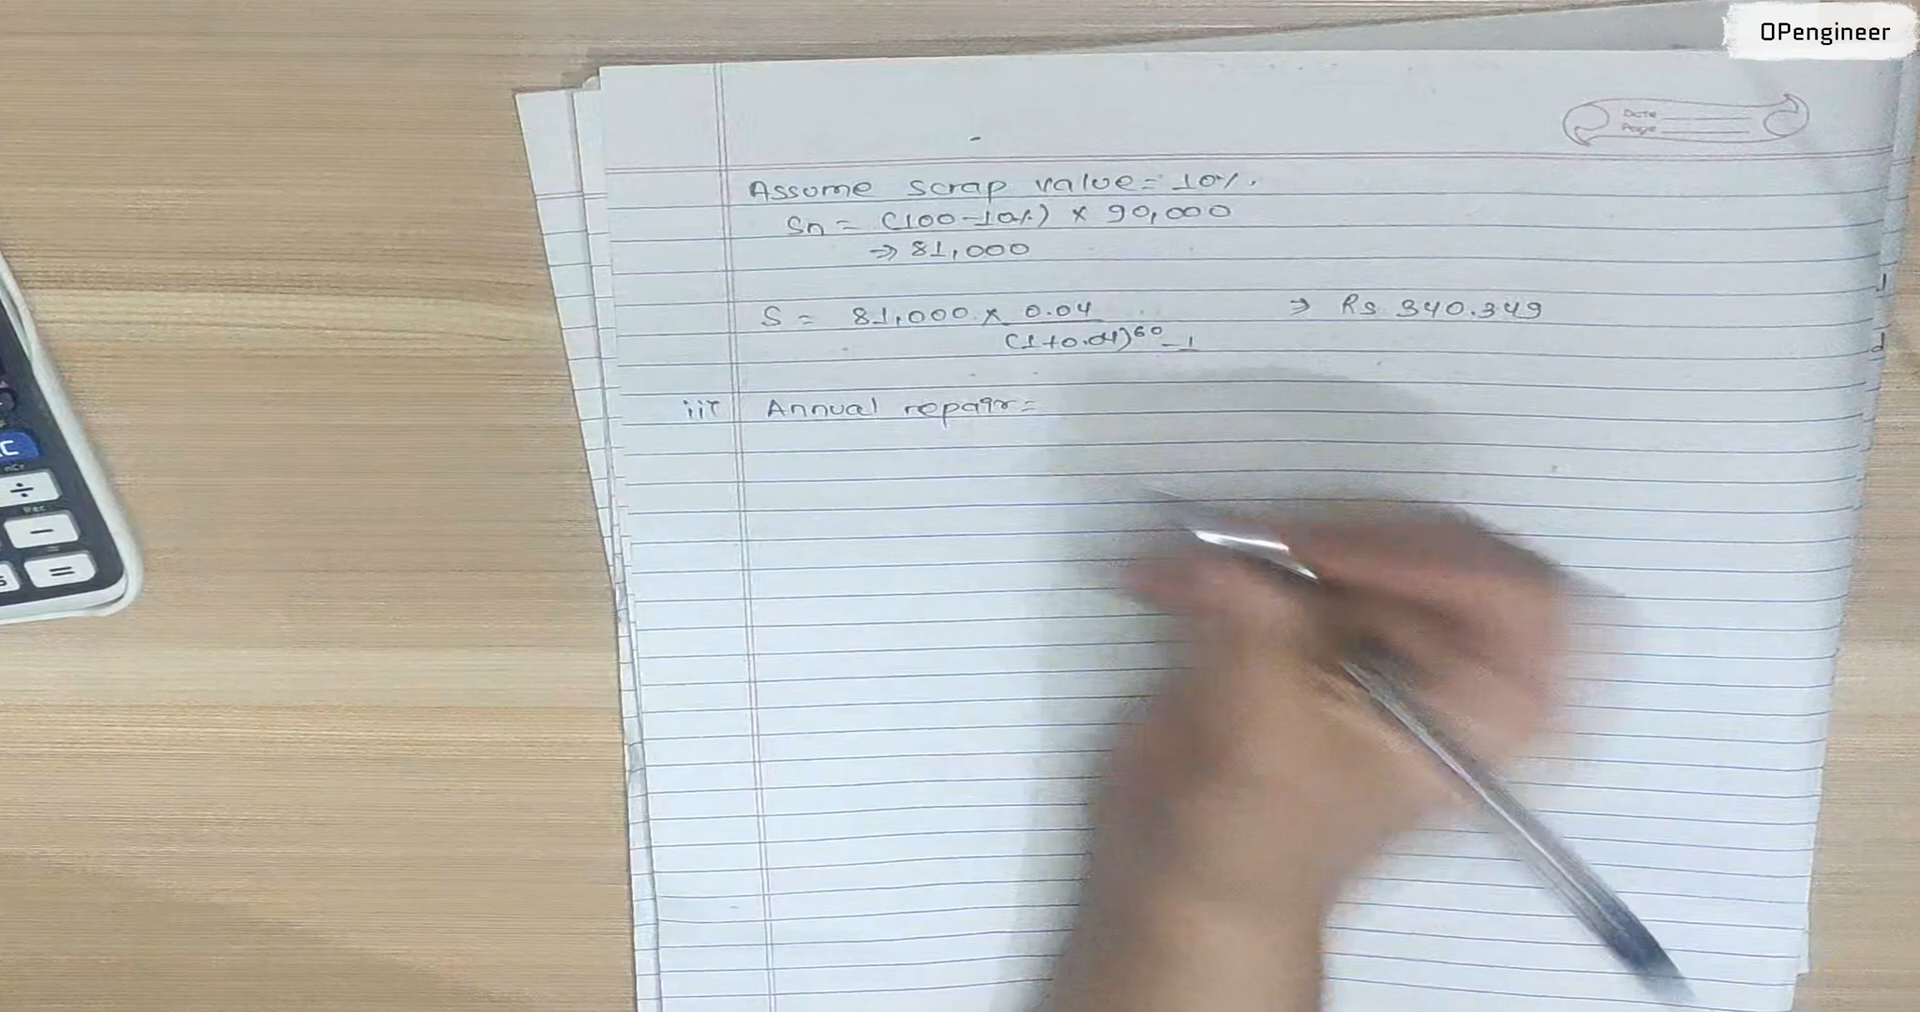 OPengineer
Date
Page
Assume scrap value = 10%.
Sn = (100-10%) × 90,000
⇒ 81,000
S = 81,000 × 0.04 ⇒ Rs 340.349
(1+0.04)^60 - 1
iii Annual repair =
C
÷
−
=